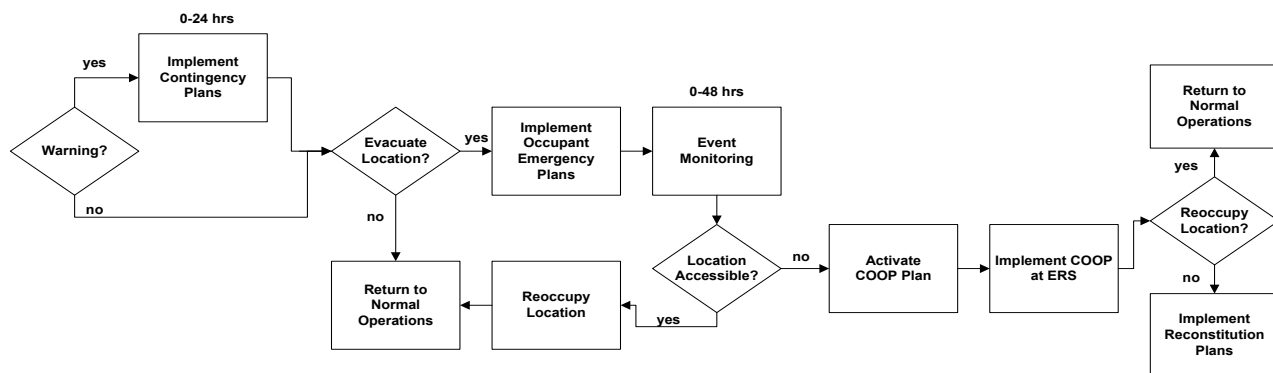 0-24 hrs
yes
Implement
Contingency
Plans
Warning?
no
Evacuate
Location?
yes
no
Implement
Occupant
Emergency
Plans
0-48 hrs
Event
Monitoring
Location
Accessible?
no
yes
Reoccupy
Location
Return to
Normal
Operations
Activate
COOP Plan
Implement COOP
at ERS
Reoccupy
Location?
yes
Return to
Normal
Operations
no
Implement
Reconstitution
Plans